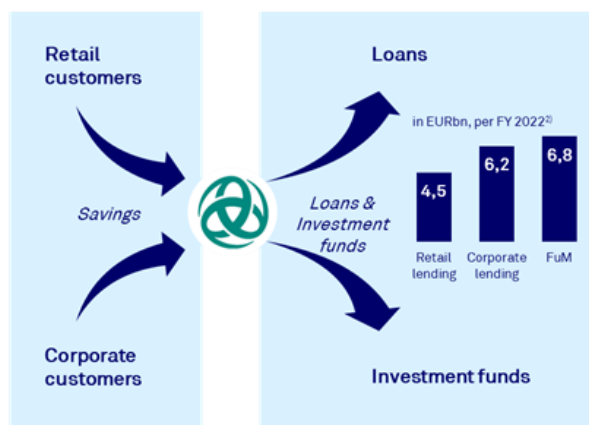 Retail
customers
Savings
Corporate
customers
Loans
in EURbn, per FY 2022²⁾
Loans &
Investment
funds
4,5
6,2
6,8
Retail
lending
Corporate
lending
FuM
Investment funds